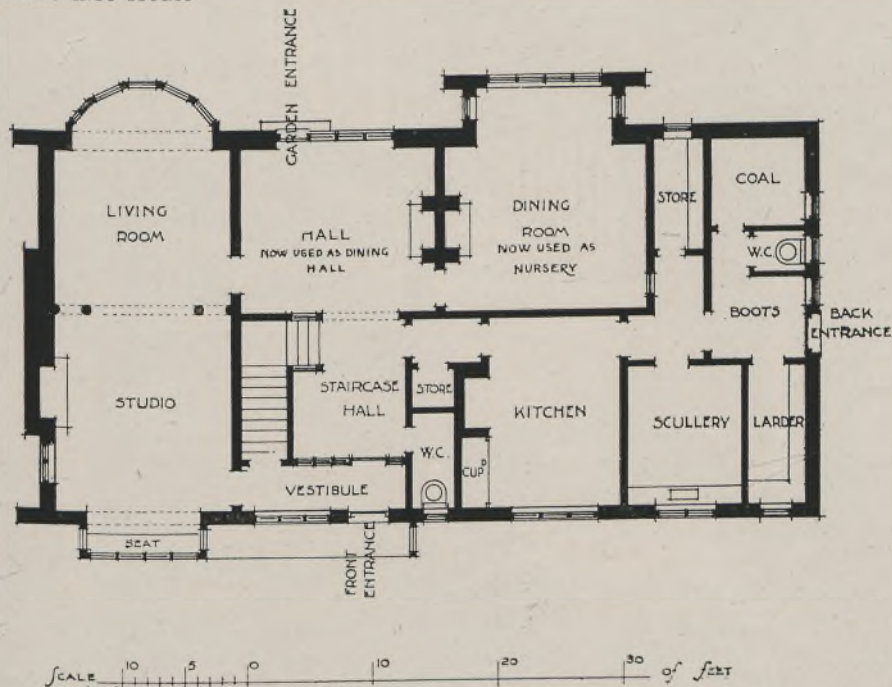 GARDEN ENTRANCE
LIVING
ROOM
HALL
NOW USED AS DINING
HALL
DINING
ROOM
NOW USED AS
NURSERY
STORE
COAL
W.C.
BOOTS
BACK
ENTRANCE
STUDIO
STAIRCASE
HALL
STORE
KITCHEN
SCULLERY
LARDER
W.C.
CUPD
VESTIBULE
SEAT
FRONT
ENTRANCE
SCALE 10 5 0 10 20 30 of FEET